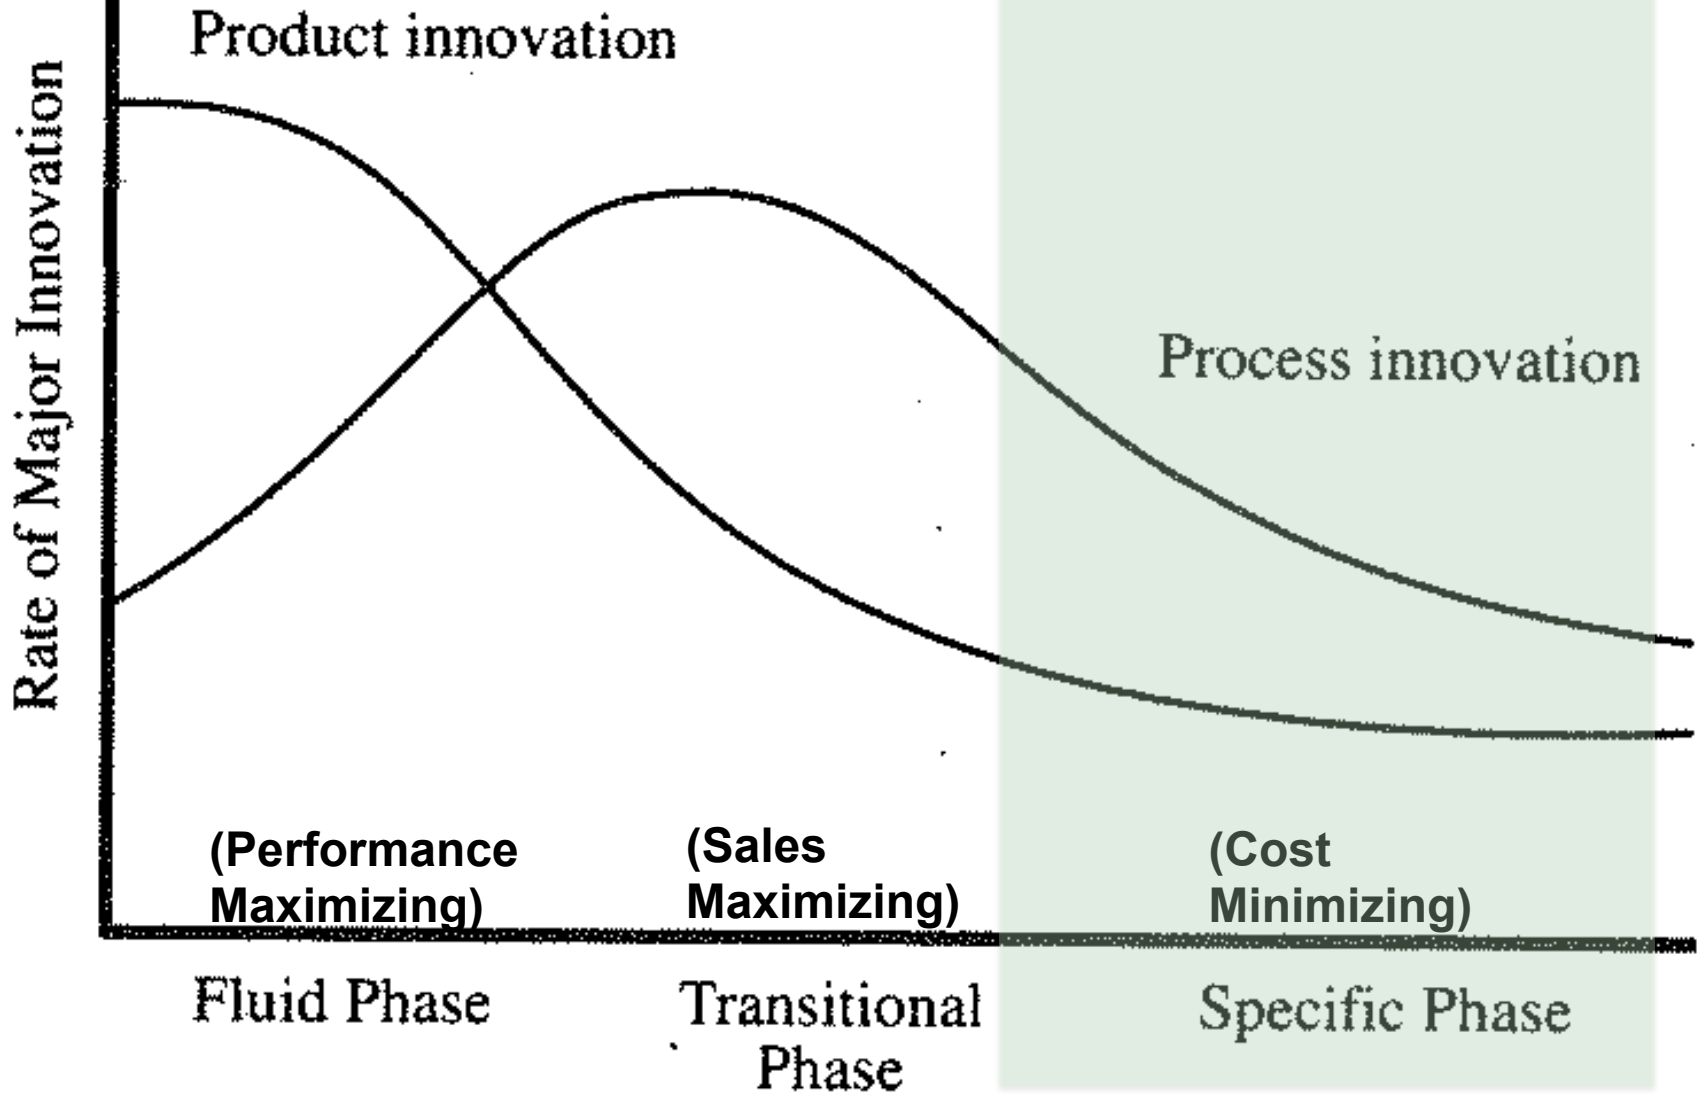 Product innovation
Rate of Major Innovation
Process innovation
(Performance
Maximizing)
(Sales
Maximizing)
(Cost
Minimizing)
Fluid Phase
Transitional
Phase
Specific Phase